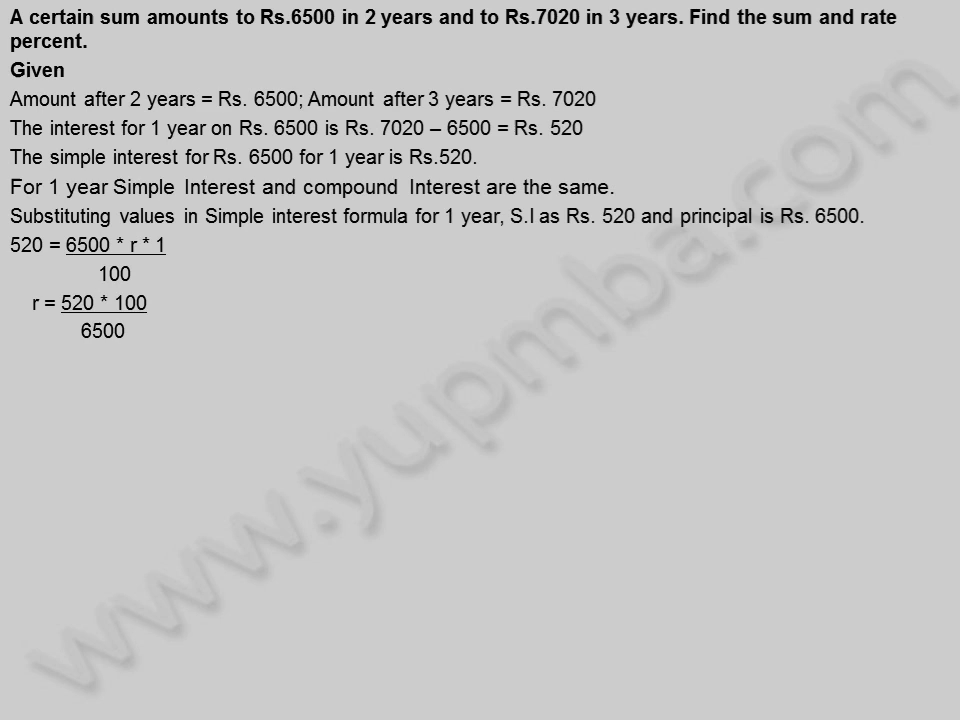 A certain sum amounts to Rs.6500 in 2 years and to Rs.7020 in 3 years. Find the sum and rate
percent.
Given
Amount after 2 years = Rs. 6500; Amount after 3 years = Rs. 7020
The interest for 1 year on Rs. 6500 is Rs. 7020 – 6500 = Rs. 520
The simple interest for Rs. 6500 for 1 year is Rs.520.
For 1 year Simple Interest and compound Interest are the same.
Substituting values in Simple interest formula for 1 year, S.I as Rs. 520 and principal is Rs. 6500.
520 = 6500 * r * 1
100
r = 520 * 100
6500
www.yupmba.com